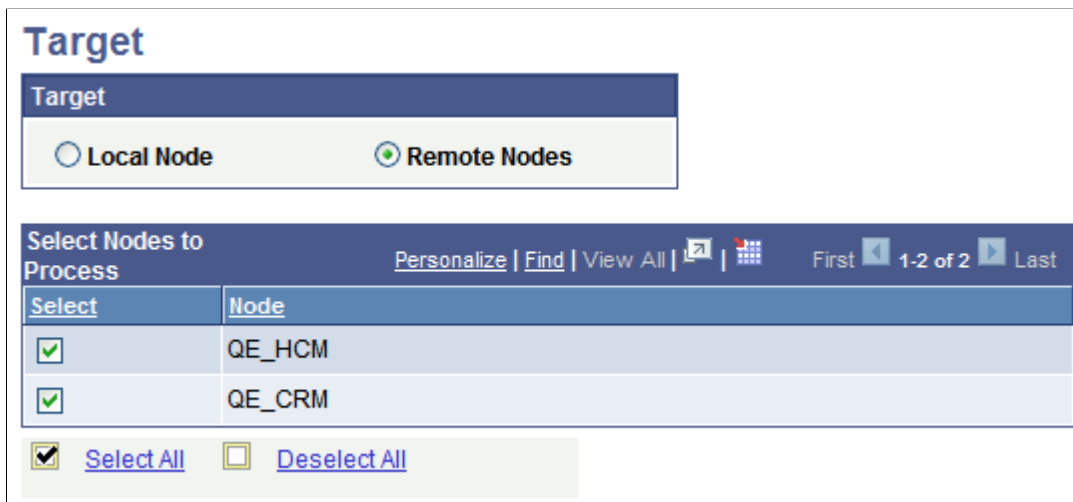 Target
Target
Local Node Remote Nodes
Select Nodes to
Process
Personalize | Find | View All | | First 1-2 of 2 Last
Select Node
QE_HCM
QE_CRM
Select All Deselect All